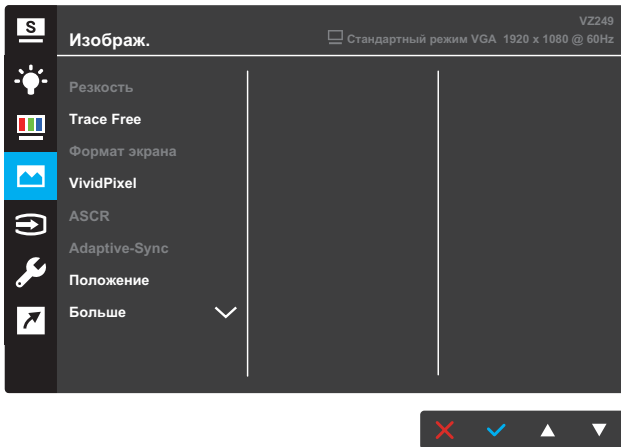 S
VZ249
Изображ.
Стандартный режим VGA 1920 x 1080 @ 60Hz
Резкость
Trace Free
Формат экрана
VividPixel
ASCR
Adaptive-Sync
Положение
Больше